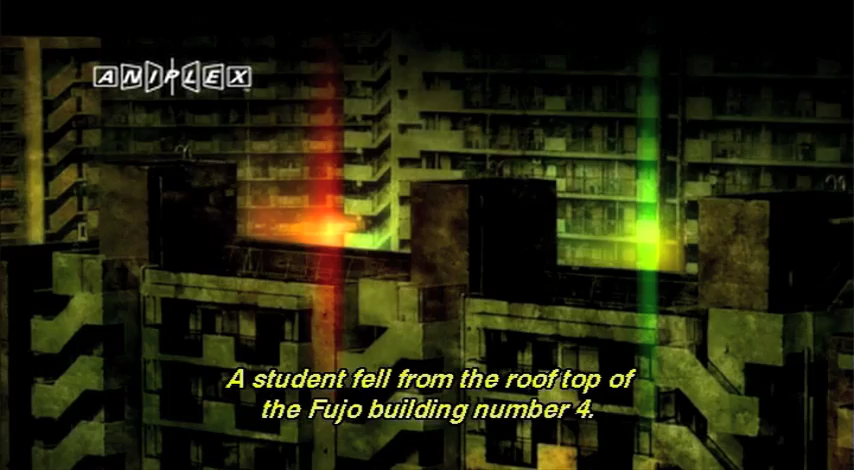 ANIPLEX
A student fell from the roof top of
the Fujo building number 4.